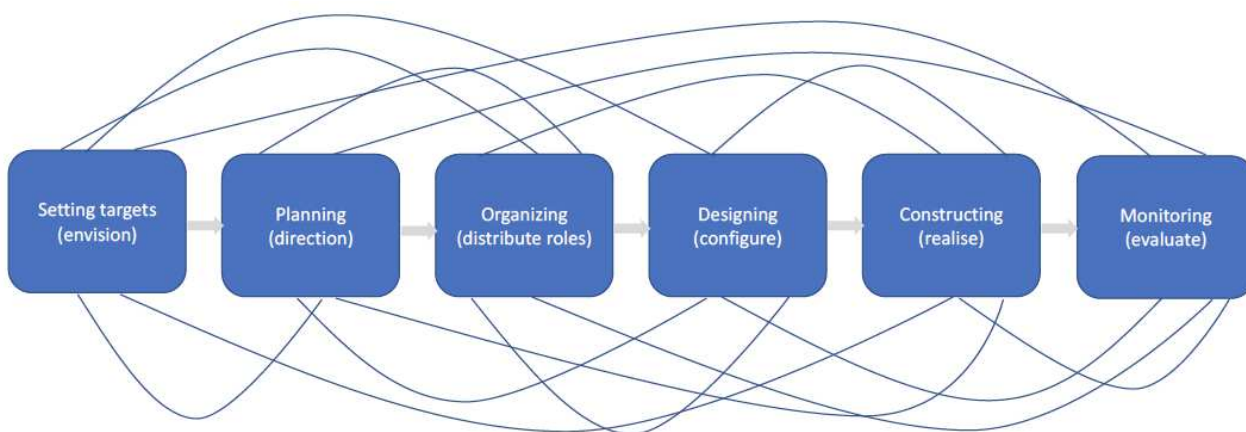 Setting targets
(envision)
Planning
(direction)
Organizing
(distribute roles)
Designing
(configure)
Constructing
(realise)
Monitoring
(evaluate)